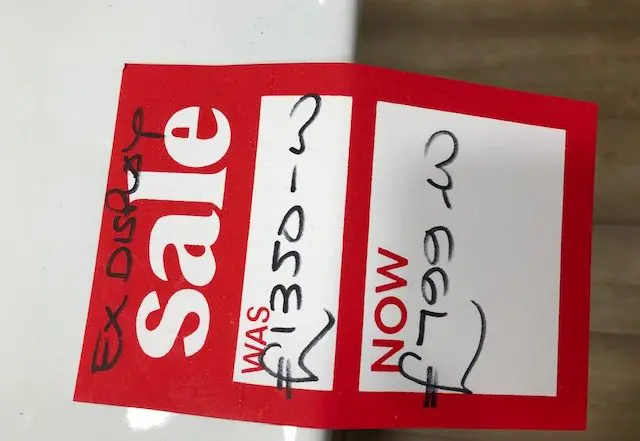 EX DISPLAY
sale
WAS
£1350-00
NOW
£799.00